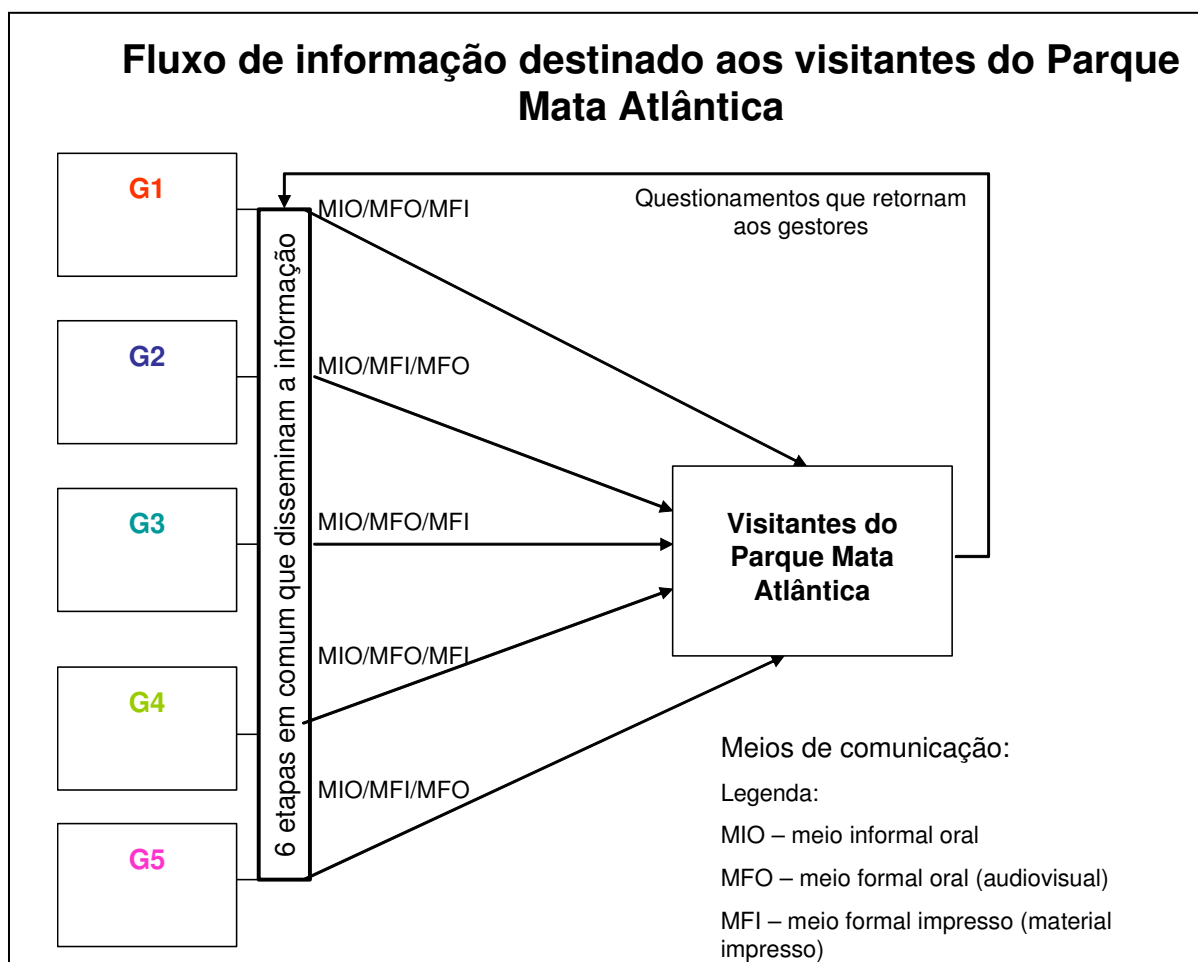 Fluxo de informação destinado aos visitantes do Parque
Mata Atlântica
G1
MIO/MFO/MFI
Questionamentos que retornam
aos gestores
6 etapas em comum que disseminam a informação
G2
MIO/MFI/MFO
G3
MIO/MFO/MFI
Visitantes do
Parque Mata
Atlântica
G4
MIO/MFO/MFI
G5
MIO/MFI/MFO
Meios de comunicação:
Legenda:
MIO – meio informal oral
MFO – meio formal oral (audiovisual)
MFI – meio formal impresso (material
impresso)